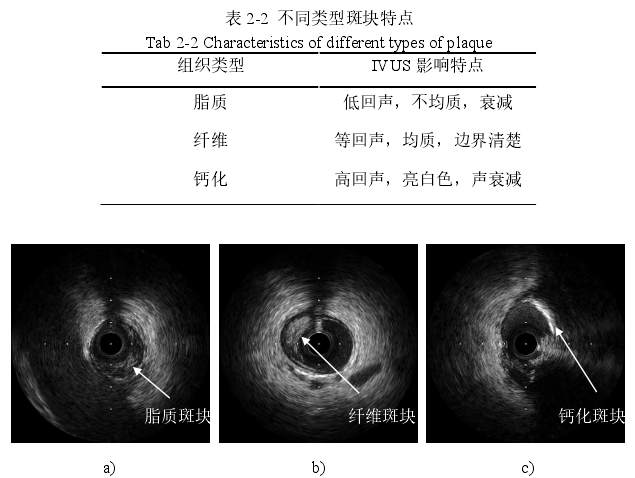 表 2-2 不同类型斑块特点
Tab 2-2 Characteristics of different types of plaque
组织类型 IVUS 影响特点
脂质 低回声，不均质，衰减
纤维 等回声，均质，边界清楚
钙化 高回声，亮白色，声衰减
脂质斑块 纤维斑块 钙化斑块
a) b) c)